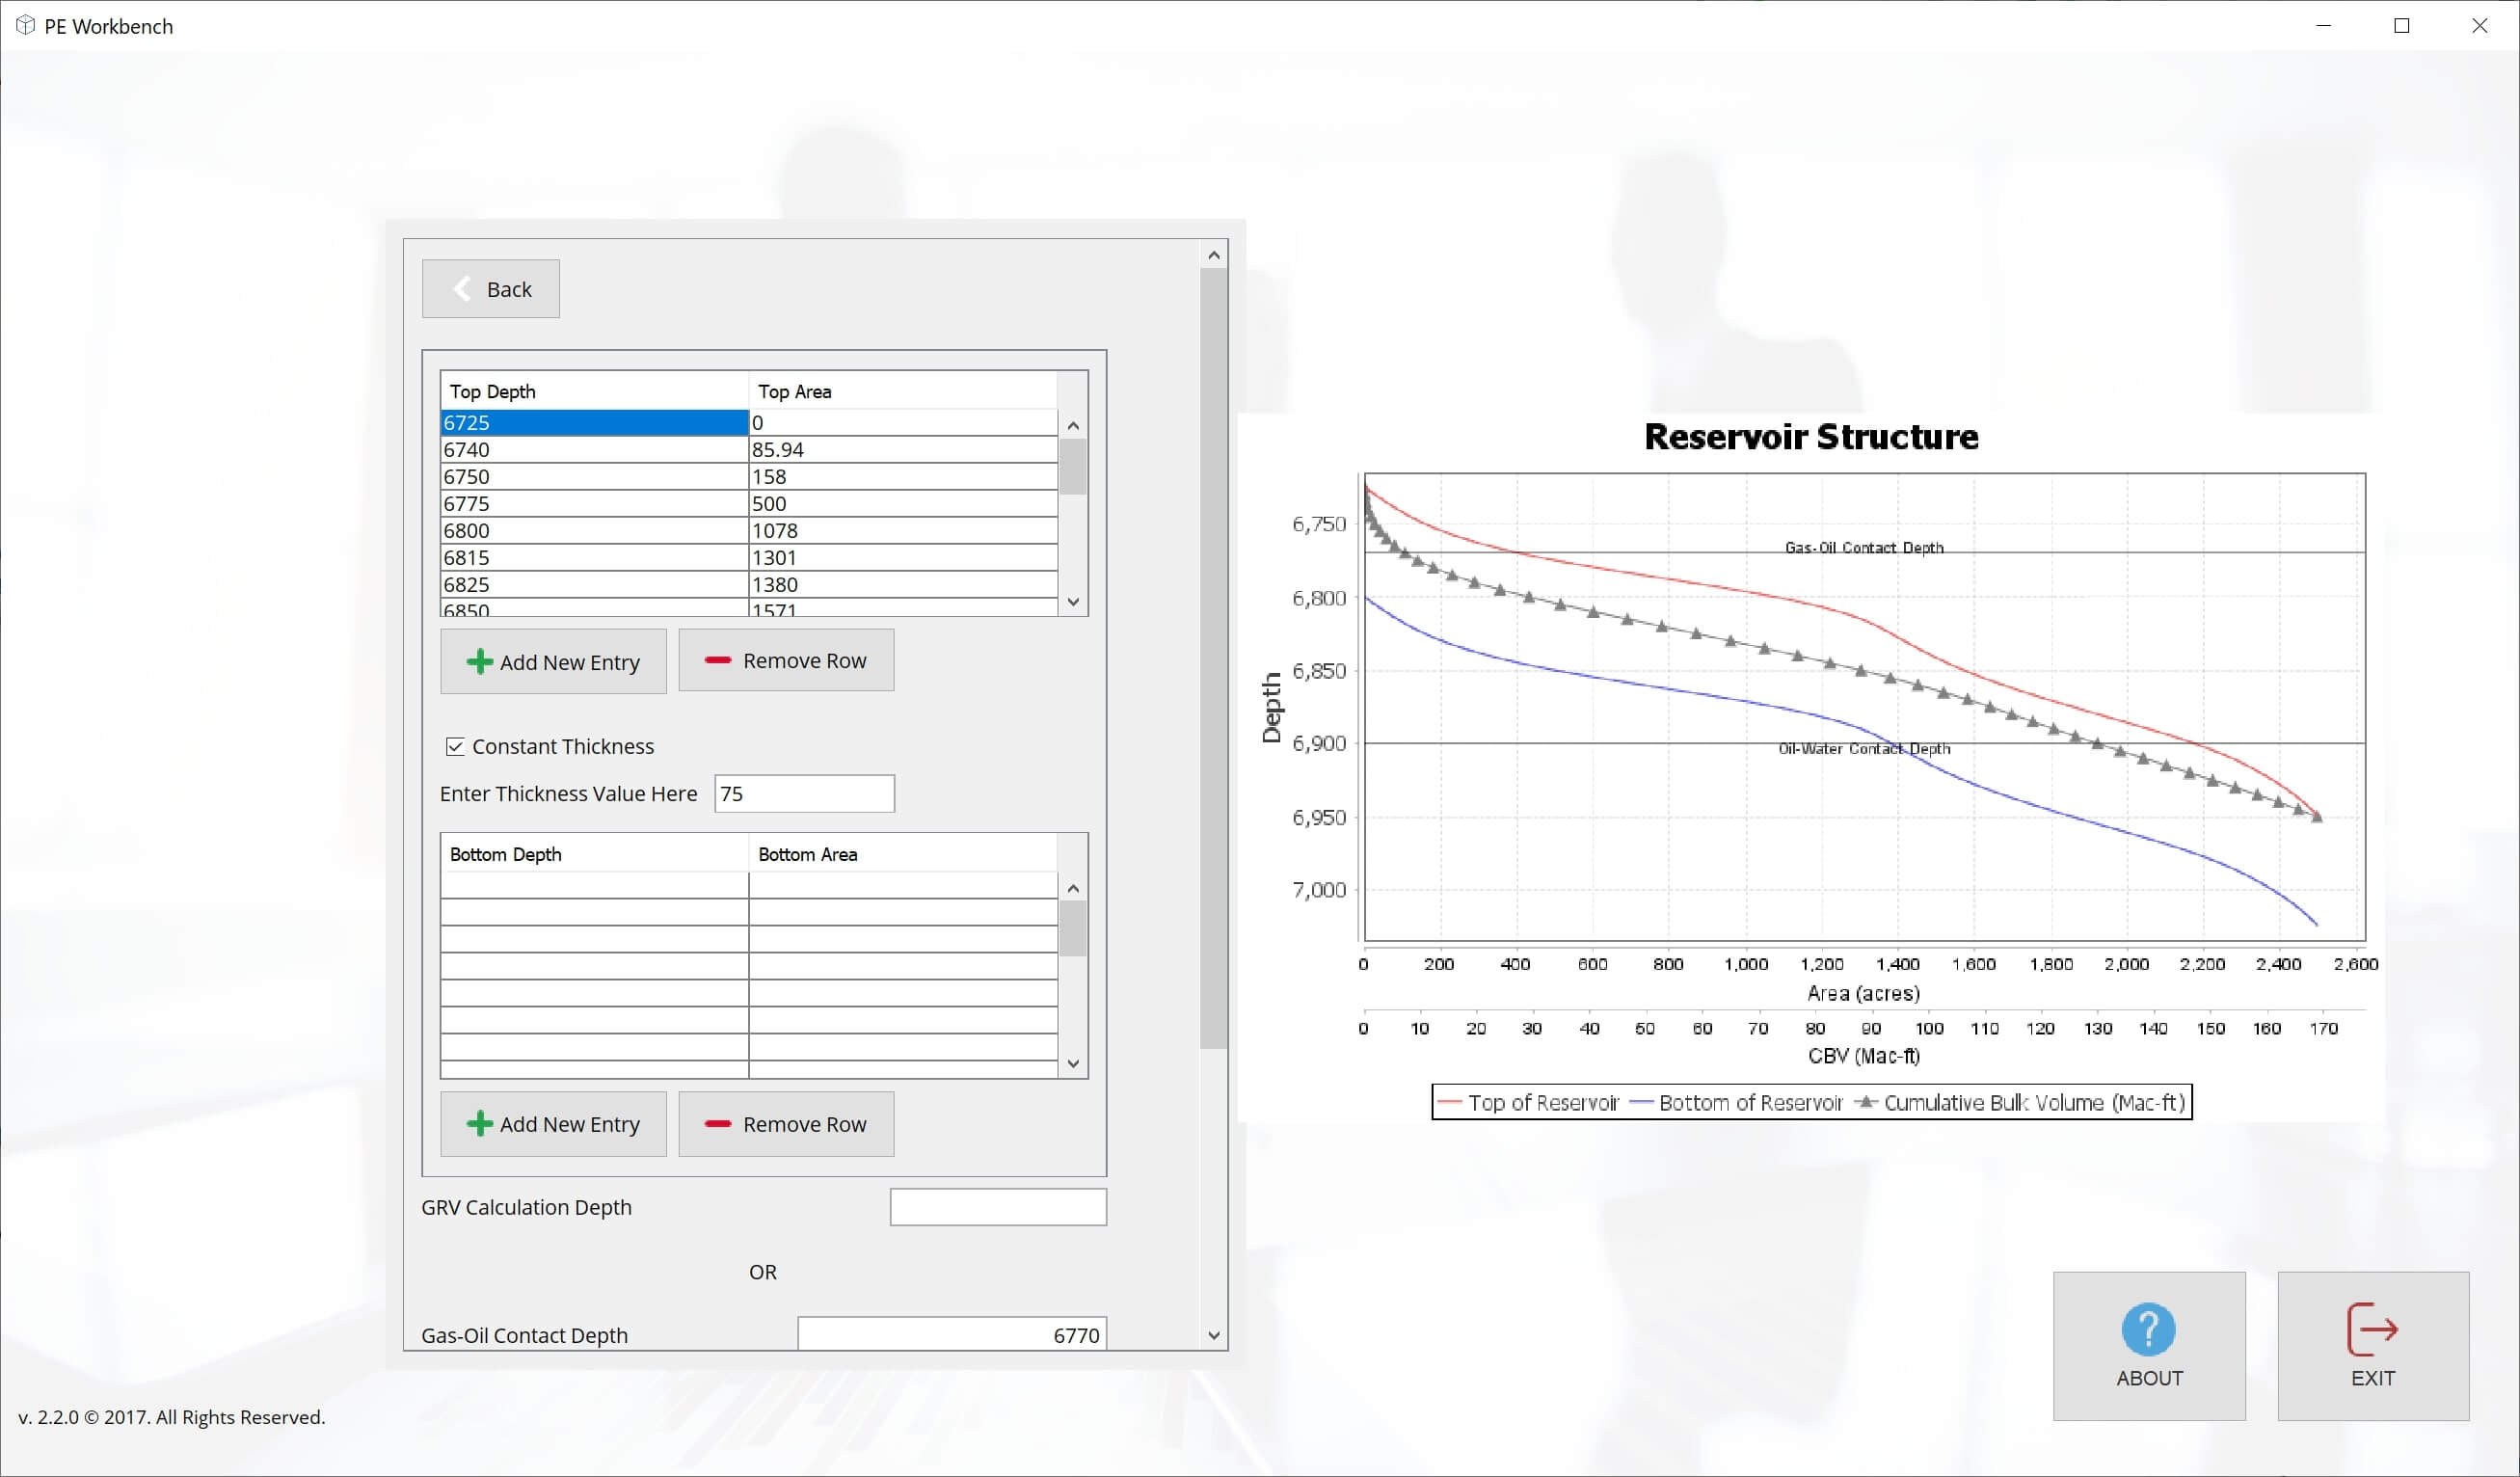 PE Workbench
Back
Top Depth Top Area
6725 0
6740 85.94
6750 158
6775 500
6800 1078
6815 1301
6825 1380
6850 1571
Add New Entry Remove Row
Constant Thickness
Enter Thickness Value Here 75
Bottom Depth Bottom Area
Add New Entry Remove Row
GRV Calculation Depth
OR
Gas-Oil Contact Depth 6770
Reservoir Structure
Depth
6,750
6,800
6,850
6,900
6,950
7,000
Gas-Oil Contact Depth
Oil-Water Contact Depth
0 200 400 600 800 1,000 1,200 1,400 1,600 1,800 2,000 2,200 2,400 2,600
Area (acres)
0 10 20 30 40 50 60 70 80 90 100 110 120 130 140 150 160 170
CBV (Mac-ft)
Top of Reservoir Bottom of Reservoir Cumulative Bulk Volume (Mac-ft)
? ABOUT
EXIT
v. 2.2.0 © 2017. All Rights Reserved.